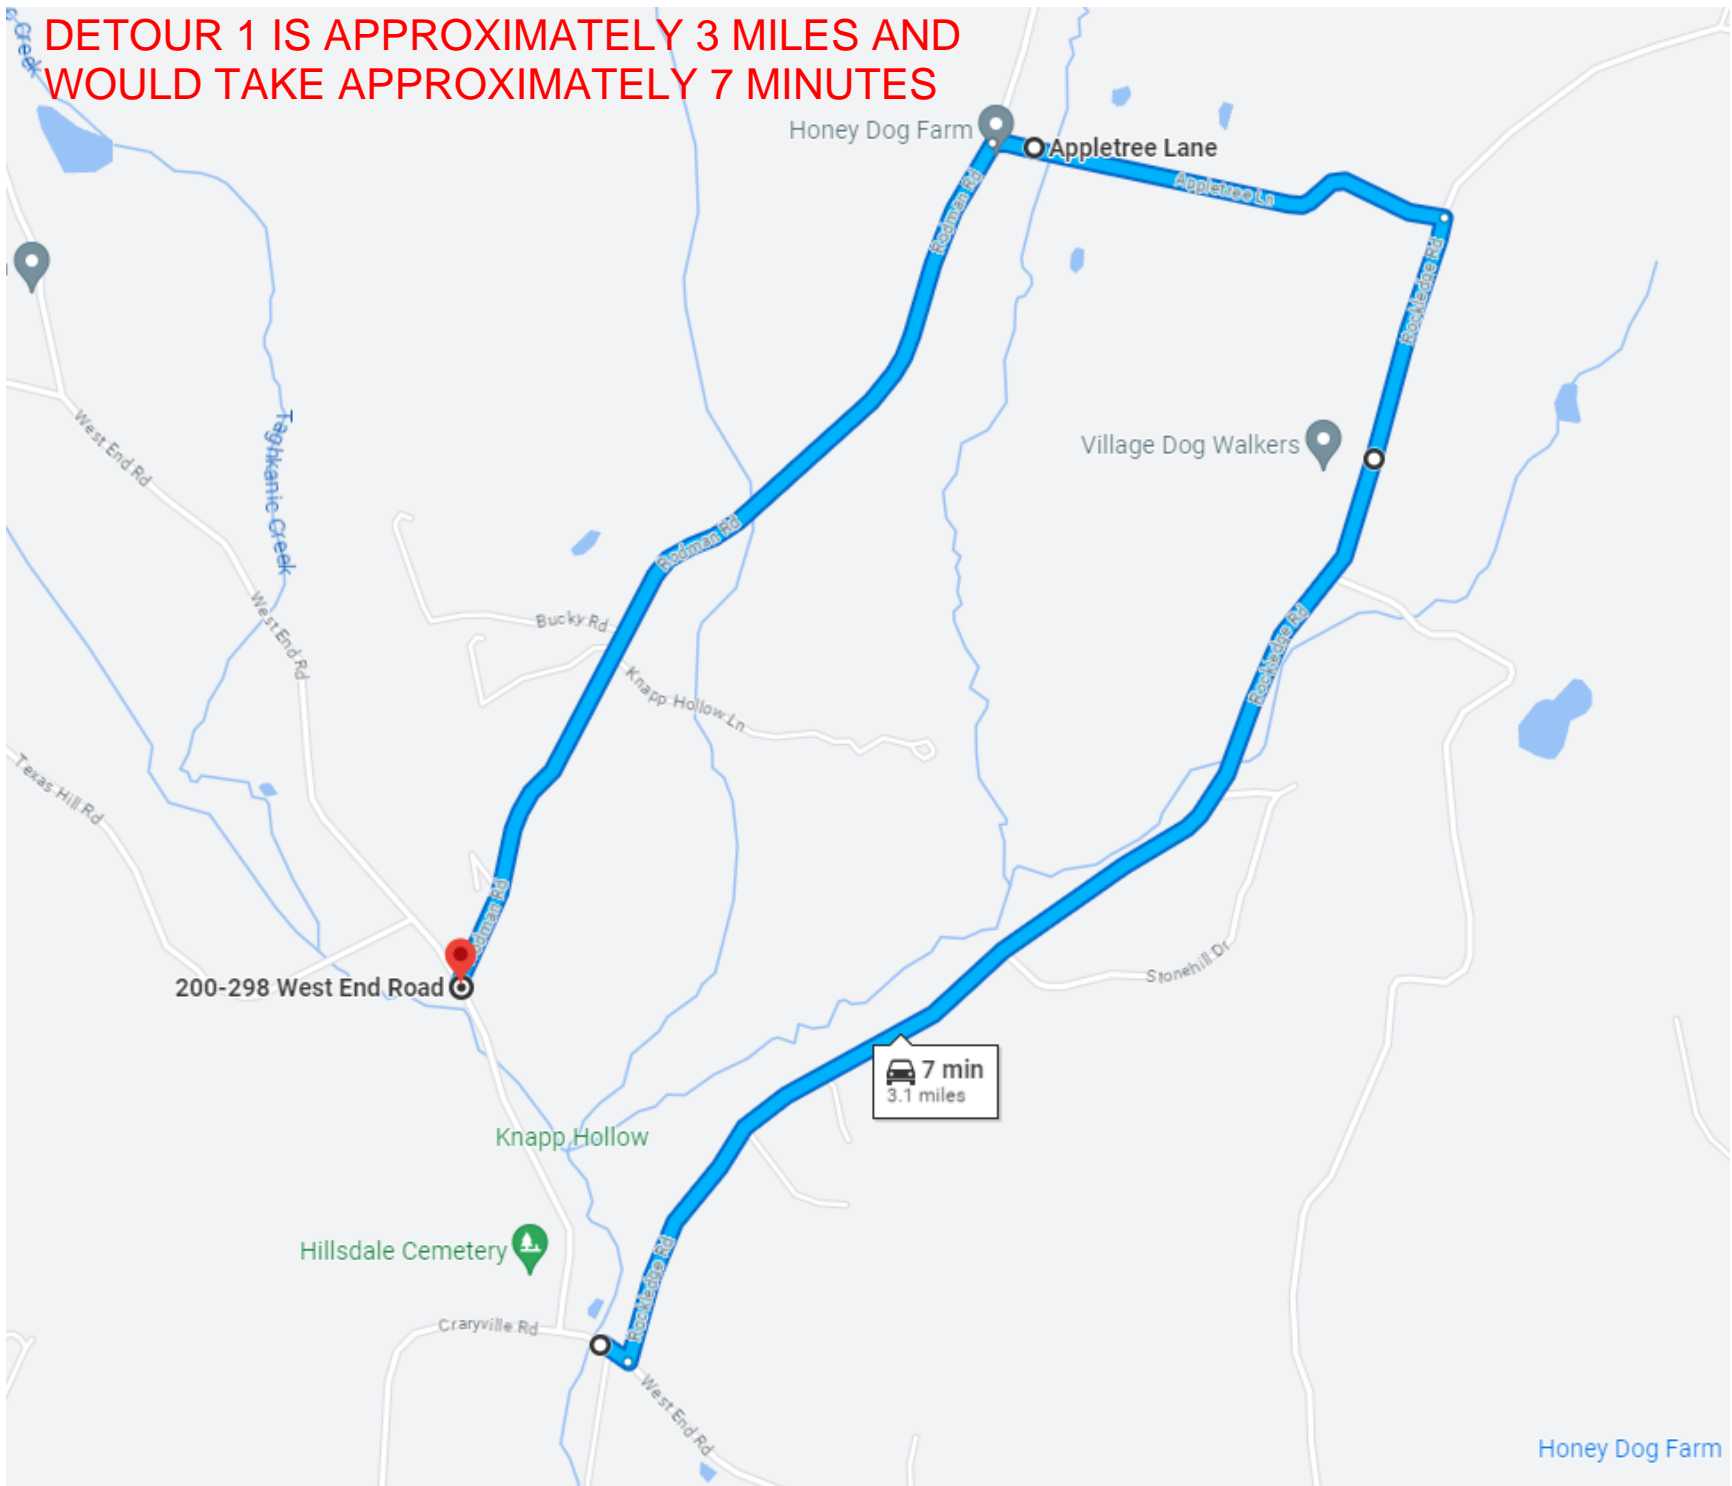 DETOUR 1 IS APPROXIMATELY 3 MILES AND
WOULD TAKE APPROXIMATELY 7 MINUTES
Creek
Honey Dog Farm
Appletree Lane
Appletree Ln
Rodman Rd
Rockledge Rd
West End Rd
Taghkanic Creek
Village Dog Walkers
Rodman Rd
West End Rd
Bucky Rd
Rockledge Rd
Knapp Hollow Ln
Texas Hill Rd
Rodman Rd
200-298 West End Road
Stonehill Dr
7 min
3.1 miles
Knapp Hollow
Hillsdale Cemetery
Rockledge Rd
Craryville Rd
West End Rd
Honey Dog Farm